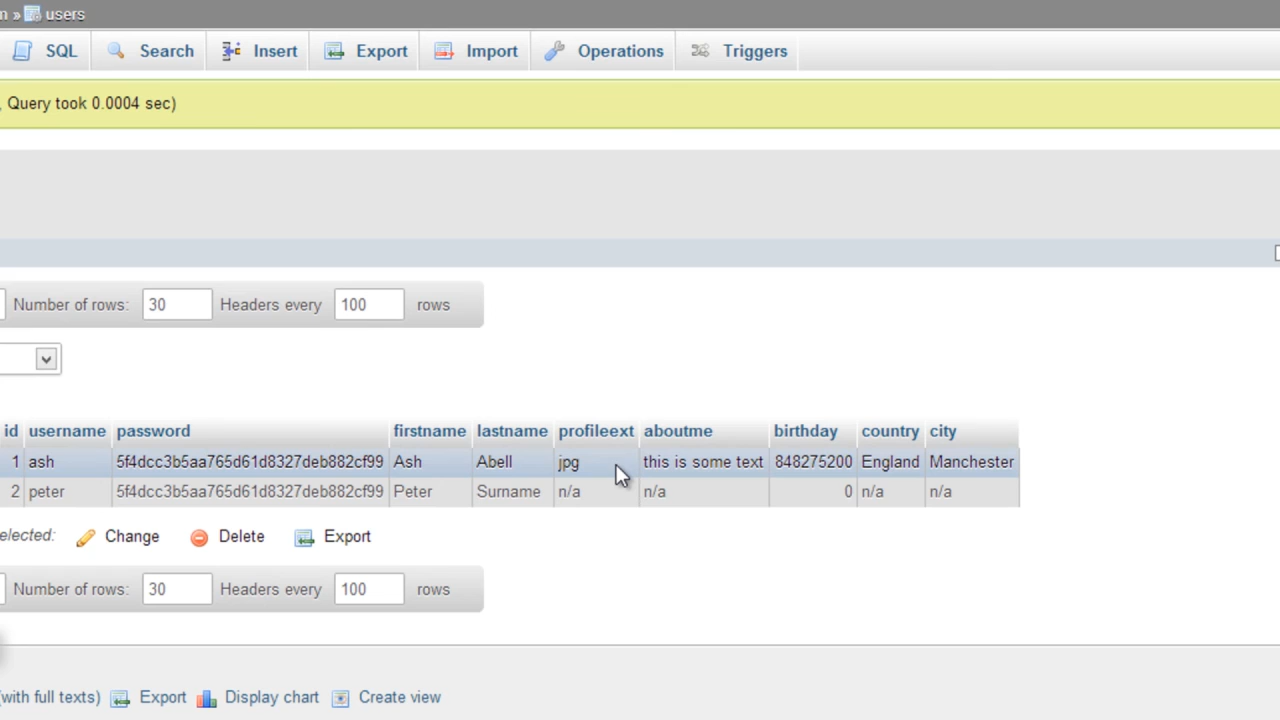 n » users
SQL Search Insert Export Import Operations Triggers
, Query took 0.0004 sec)
Number of rows: 30 Headers every 100 rows
id username password firstname lastname profileext aboutme birthday country city
1 ash 5f4dcc3b5aa765d61d8327deb882cf99 Ash Abell jpg this is some text 848275200 England Manchester
2 peter 5f4dcc3b5aa765d61d8327deb882cf99 Peter Surname n/a n/a 0 n/a n/a
elected: Change Delete Export
Number of rows: 30 Headers every 100 rows
(with full texts) Export Display chart Create view